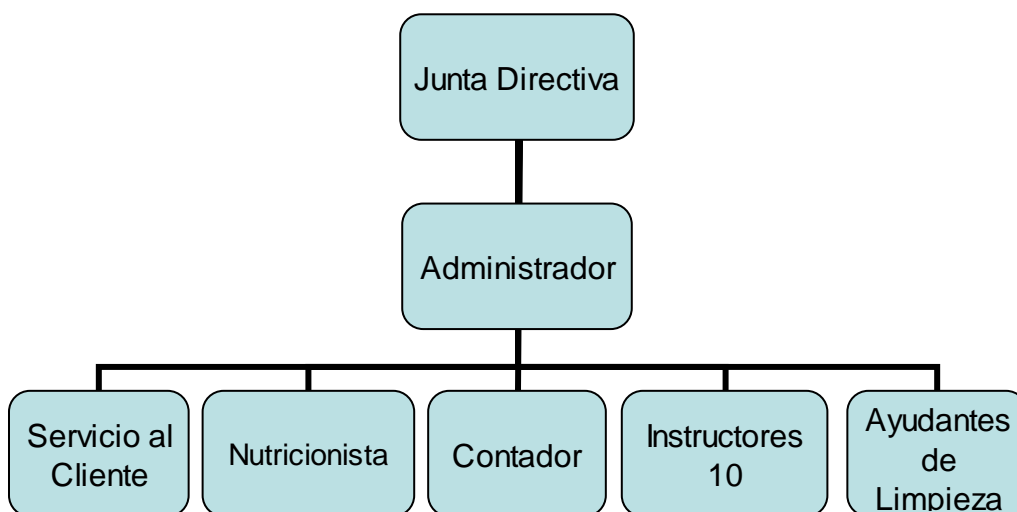 Junta Directiva
Administrador
Servicio al
Cliente
Nutricionista
Contador
Instructores
10
Ayudantes
de
Limpieza